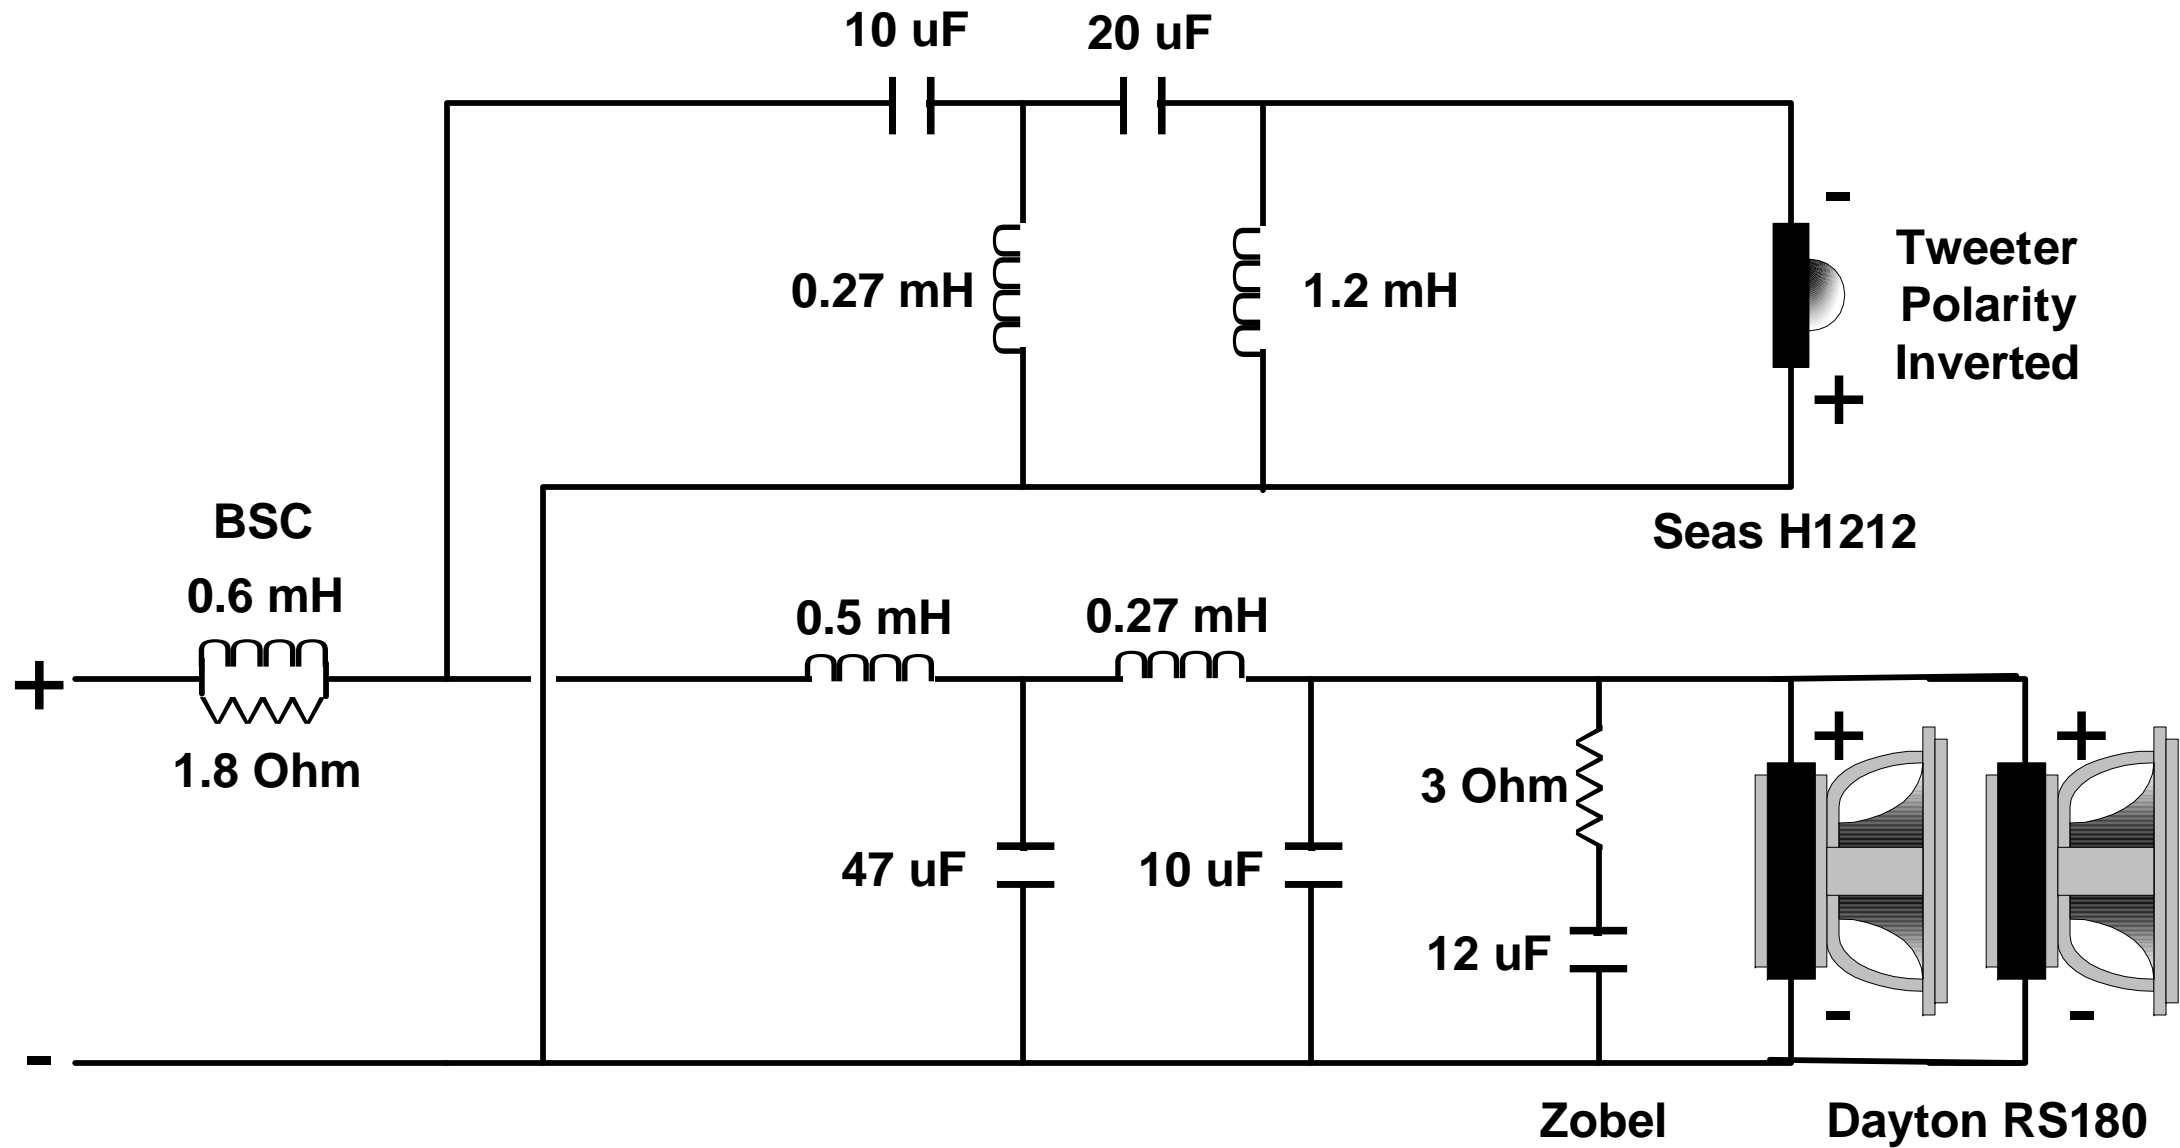 10 uF
20 uF
-
0.27 mH
1.2 mH
Tweeter
Polarity
Inverted
+
Seas H1212
BSC
0.6 mH
0.5 mH
0.27 mH
+
+
+
1.8 Ohm
3 Ohm
47 uF
10 uF
12 uF
-
-
-
Zobel
Dayton RS180